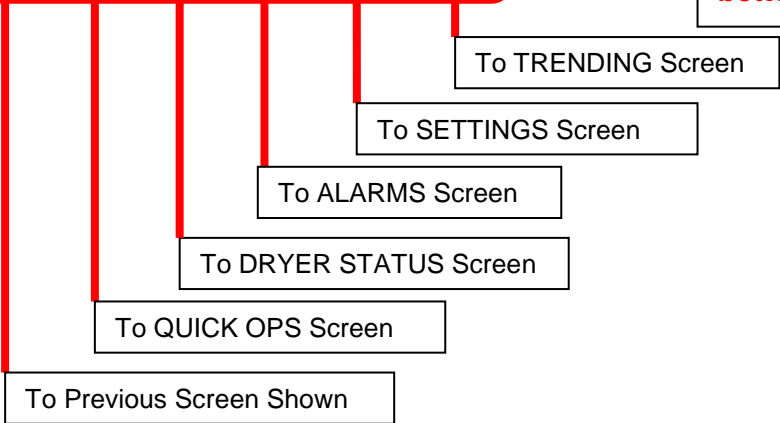 To TRENDING Screen
To SETTINGS Screen
To ALARMS Screen
To DRYER STATUS Screen
To QUICK OPS Screen
To Previous Screen Shown